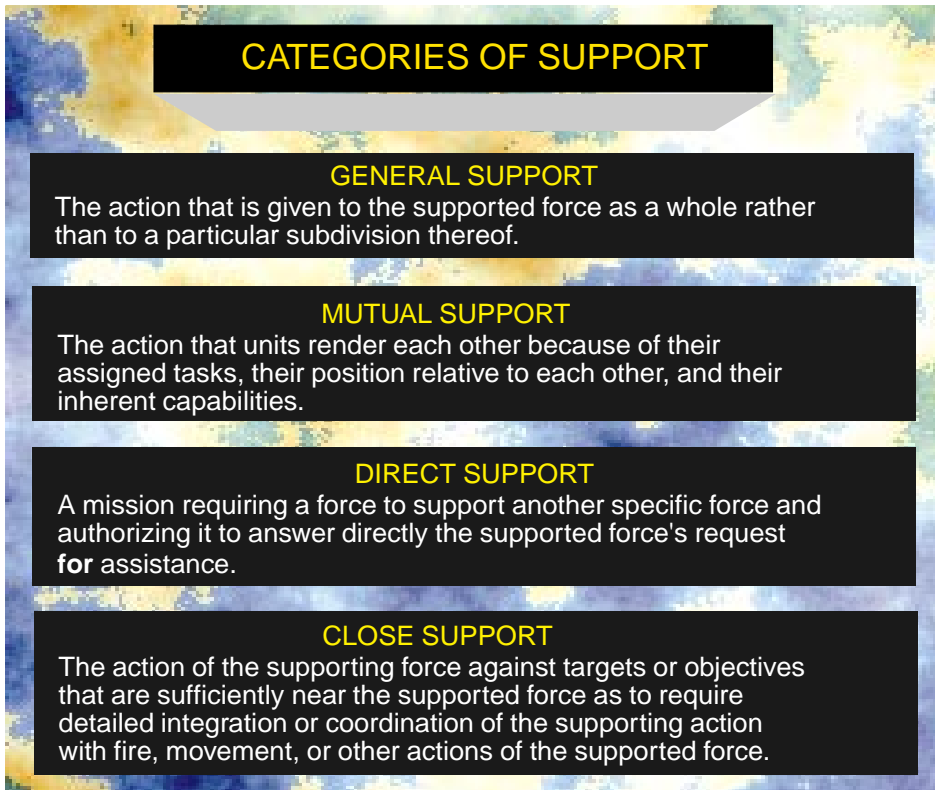 CATEGORIES OF SUPPORT
GENERAL SUPPORT
The action that is given to the supported force as a whole rather
than to a particular subdivision thereof.
MUTUAL SUPPORT
The action that units render each other because of their
assigned tasks, their position relative to each other, and their
inherent capabilities.
DIRECT SUPPORT
A mission requiring a force to support another specific force and
authorizing it to answer directly the supported force's request
for assistance.
CLOSE SUPPORT
The action of the supporting force against targets or objectives
that are sufficiently near the supported force as to require
detailed integration or coordination of the supporting action
with fire, movement, or other actions of the supported force.